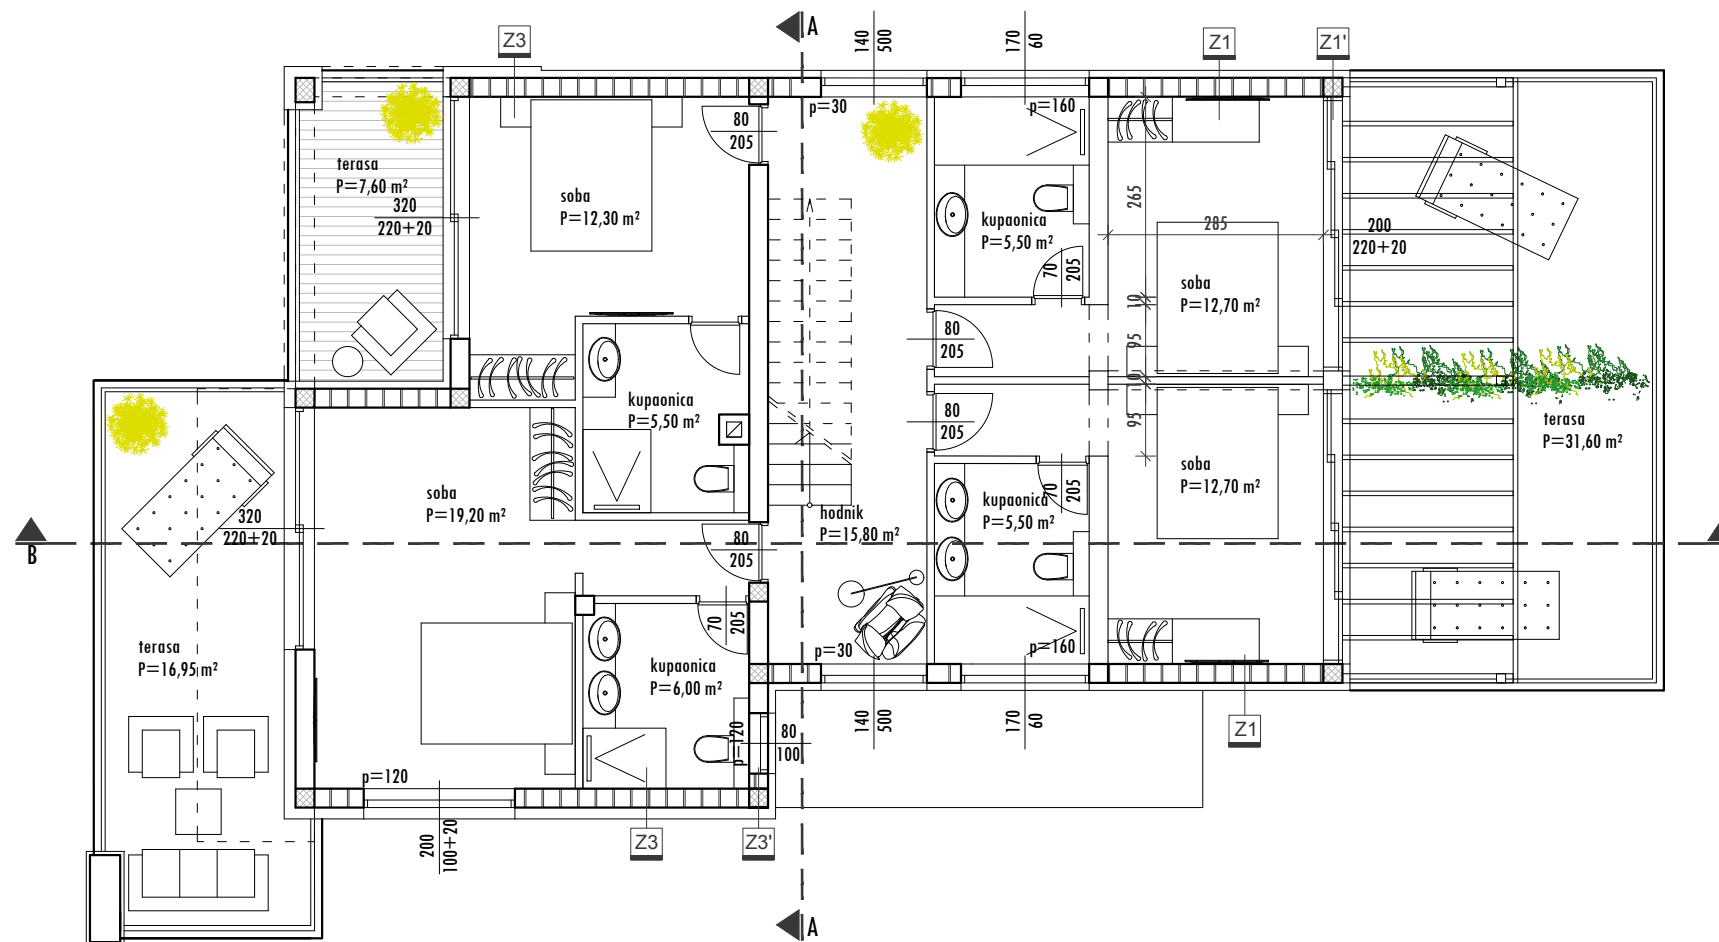 Z3
A
140
500
170
60
Z1
Z1'
p=30
p=160
80
205
terasa
P=7,60 m²
320
220+20
soba
P=12,30 m²
kupaonica
P=5,50 m²
70
205
265
285
200
220+20
soba
P=12,70 m²
10
95
80
205
10
95
80
205
kupaonica
P=5,50 m²
terasa
P=31,60 m²
soba
P=12,70 m²
soba
P=19,20 m²
kupaonica
P=5,50 m²
70
205
hodnik
P=15,80 m²
320
220+20
80
205
B
70
205
terasa
P=16,95 m²
kupaonica
P=6,00 m²
p=30
p=160
p=120
p=120
80
100
140
500
170
60
Z1
200
100+20
Z3
Z3'
A